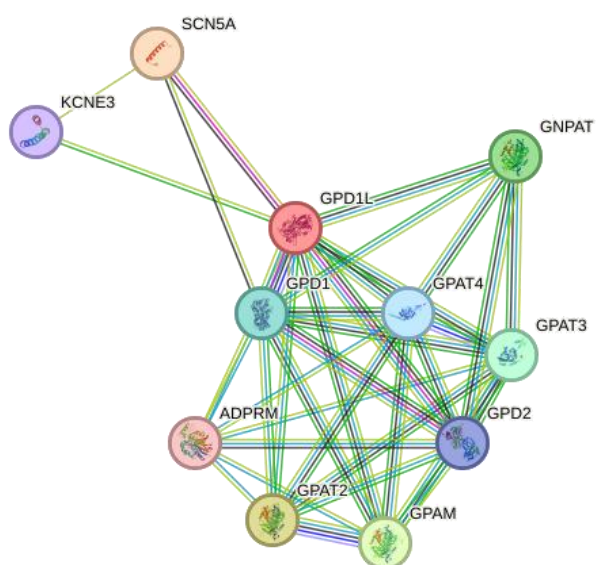 SCN5A
KCNE3
GNPAT
GPD1L
GPD1
GPAT4
GPAT3
ADPRM
GPD2
GPAT2
GPAM